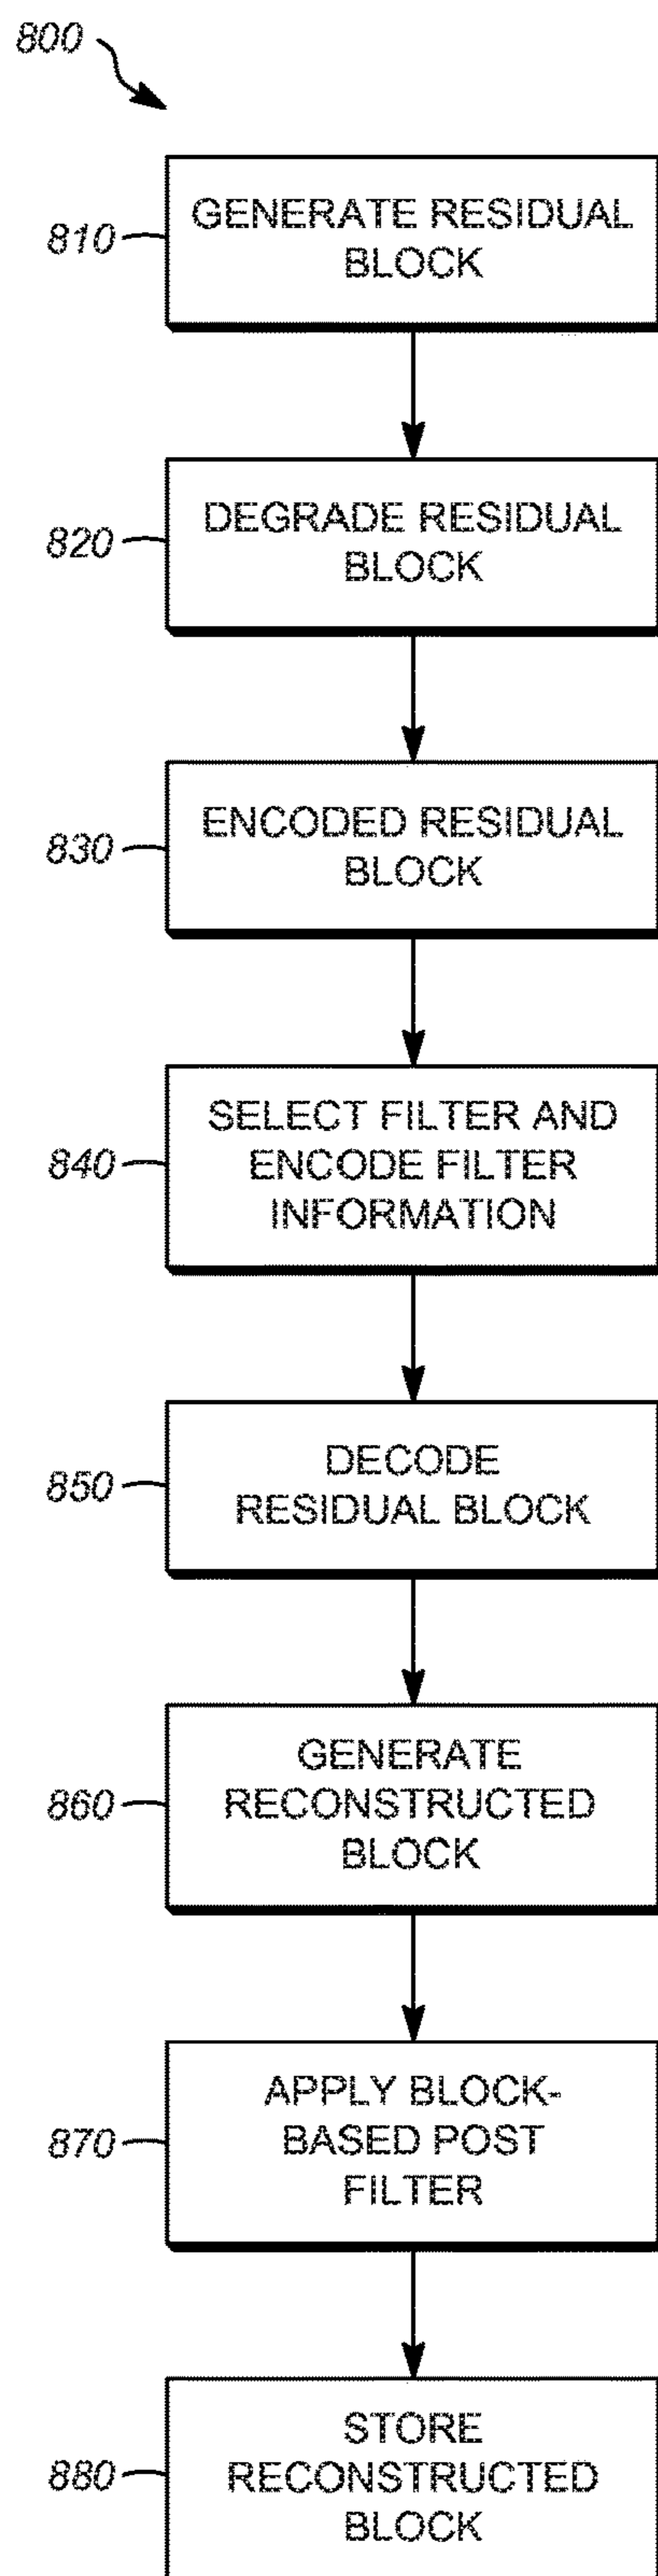 800
810
GENERATE RESIDUAL
BLOCK
820
DEGRADE RESIDUAL
BLOCK
830
ENCODED RESIDUAL
BLOCK
840
SELECT FILTER AND
ENCODE FILTER
INFORMATION
850
DECODE
RESIDUAL BLOCK
860
GENERATE
RECONSTRUCTED
BLOCK
870
APPLY BLOCK-
BASED POST
FILTER
880
STORE
RECONSTRUCTED
BLOCK